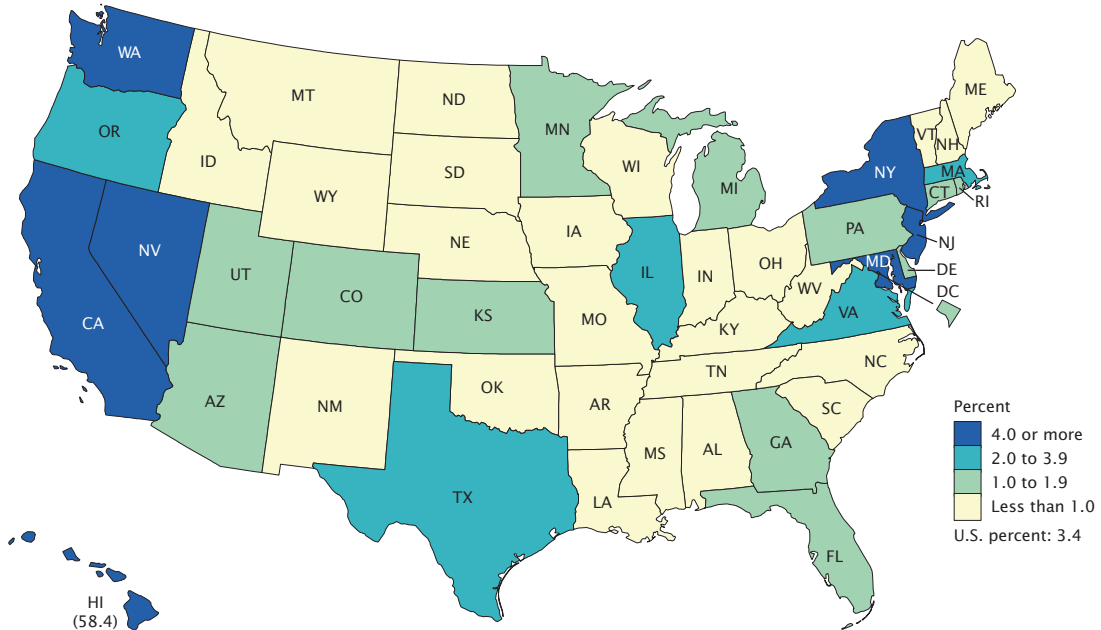 WA
MT
ND
MN
ME
OR
ID
SD
WI
VT
NH
MI
NY
MA
WY
CT
RI
NE
IA
PA
NJ
NV
UT
CO
IL
IN
OH
MD
DE
DC
WV
KS
MO
KY
VA
CA
AZ
NM
OK
AR
TN
NC
SC
MS
AL
GA
TX
LA
FL
HI
(58.4)
Percent
4.0 or more
2.0 to 3.9
1.0 to 1.9
Less than 1.0
U.S. percent: 3.4